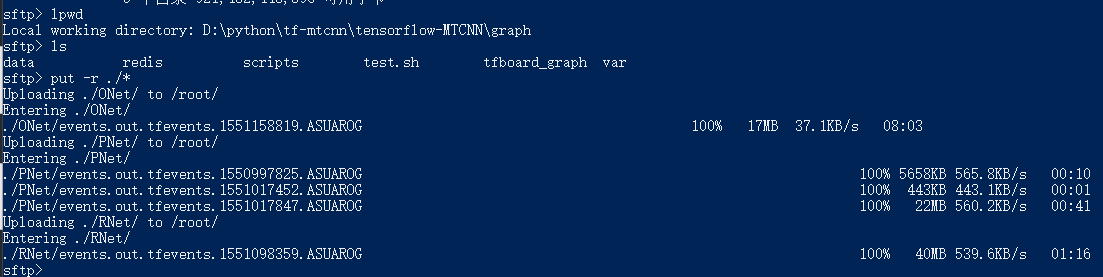 sftp> lpwd
Local working directory: D:\python\tf-mtcnn\tensorflow-MTCNN\graph
sftp> ls
data redis scripts test.sh tfboard_graph var
sftp> put -r ./*
Uploading ./ONet/ to /root/
Entering ./ONet/
./ONet/events.out.tfevents.1551158819.ASUAROG 100% 17MB 37.1KB/s 08:03
Uploading ./PNet/ to /root/
Entering ./PNet/
./PNet/events.out.tfevents.1550997825.ASUAROG 100% 5658KB 565.8KB/s 00:10
./PNet/events.out.tfevents.1551017452.ASUAROG 100% 443KB 443.1KB/s 00:01
./PNet/events.out.tfevents.1551017847.ASUAROG 100% 22MB 560.2KB/s 00:41
Uploading ./RNet/ to /root/
Entering ./RNet/
./RNet/events.out.tfevents.1551098359.ASUAROG 100% 40MB 539.6KB/s 01:16
sftp>